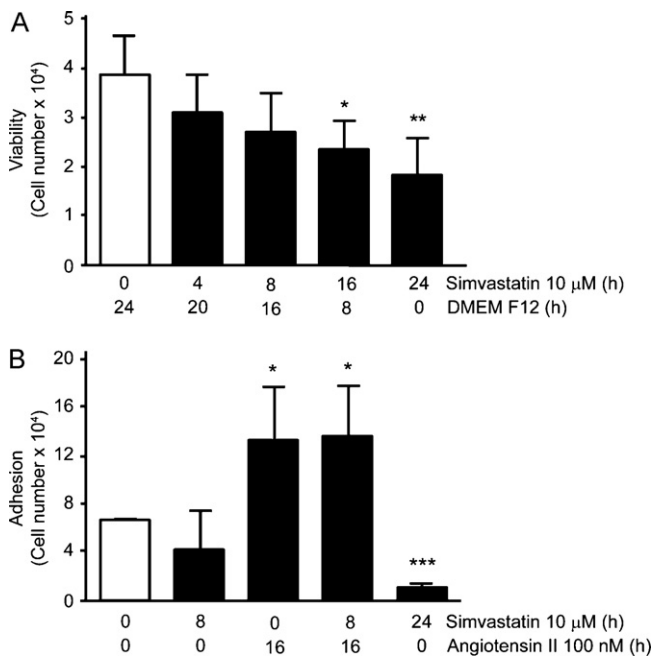 A
5
4
3
2
1
0
Viability
(Cell number x 10⁴)
*
**
0 4 8 16 24 Simvastatin 10 μM (h)
24 20 16 8 0 DMEM F12 (h)
B
20
16
12
8
4
0
Adhesion
(Cell number x 10⁴)
* *
***
0 8 0 8 24 Simvastatin 10 μM (h)
0 0 16 16 0 Angiotensin II 100 nM (h)